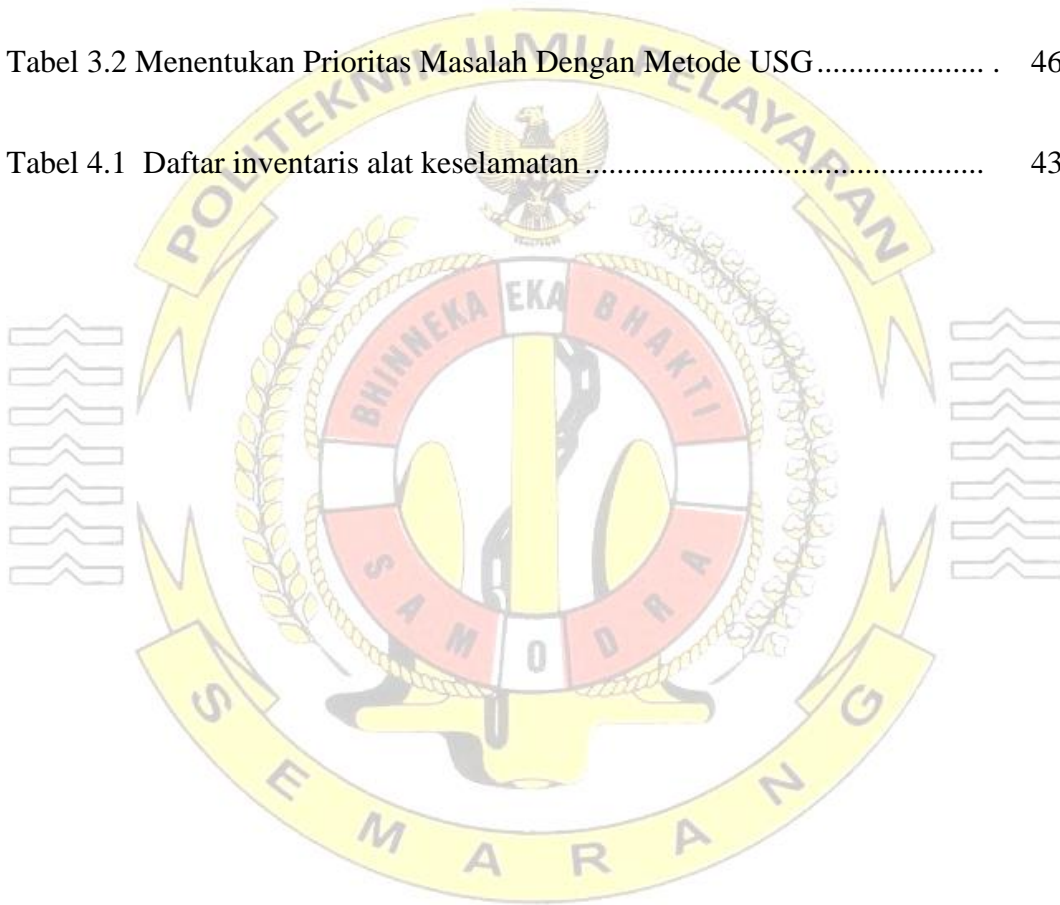 Tabel 3.2 Menentukan Prioritas Masalah Dengan Metode USG.................... . 46
Tabel 4.1 Daftar inventaris alat keselamatan.......................................... 43
POLITEKNIK ILMU PELAYARAN
BHINNEKA EKA BHAKTI
SAMODRA
SEMARANG